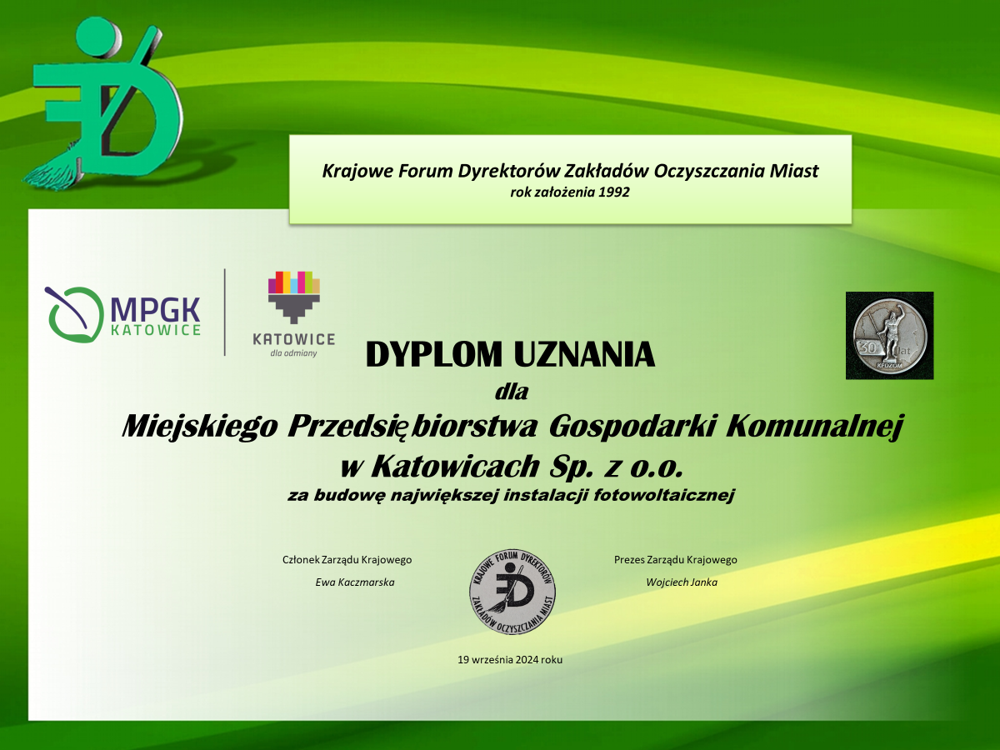 Krajowe Forum Dyrektorów Zakładów Oczyszczania Miast
rok założenia 1992
MPGK
KATOWICE
KATOWICE
dla odmiany
30 lat
KFDZOM
DYPLOM UZNANIA
dla
Miejskiego Przedsiębiorstwa Gospodarki Komunalnej
w Katowicach Sp. z o.o.
za budowę największej instalacji fotowoltaicznej
Członek Zarządu Krajowego
Ewa Kaczmarska
KRAJOWE FORUM DYREKTORÓW
ZAKŁADÓW OCZYSZCZANIA MIAST
Prezes Zarządu Krajowego
Wojciech Janka
19 września 2024 roku